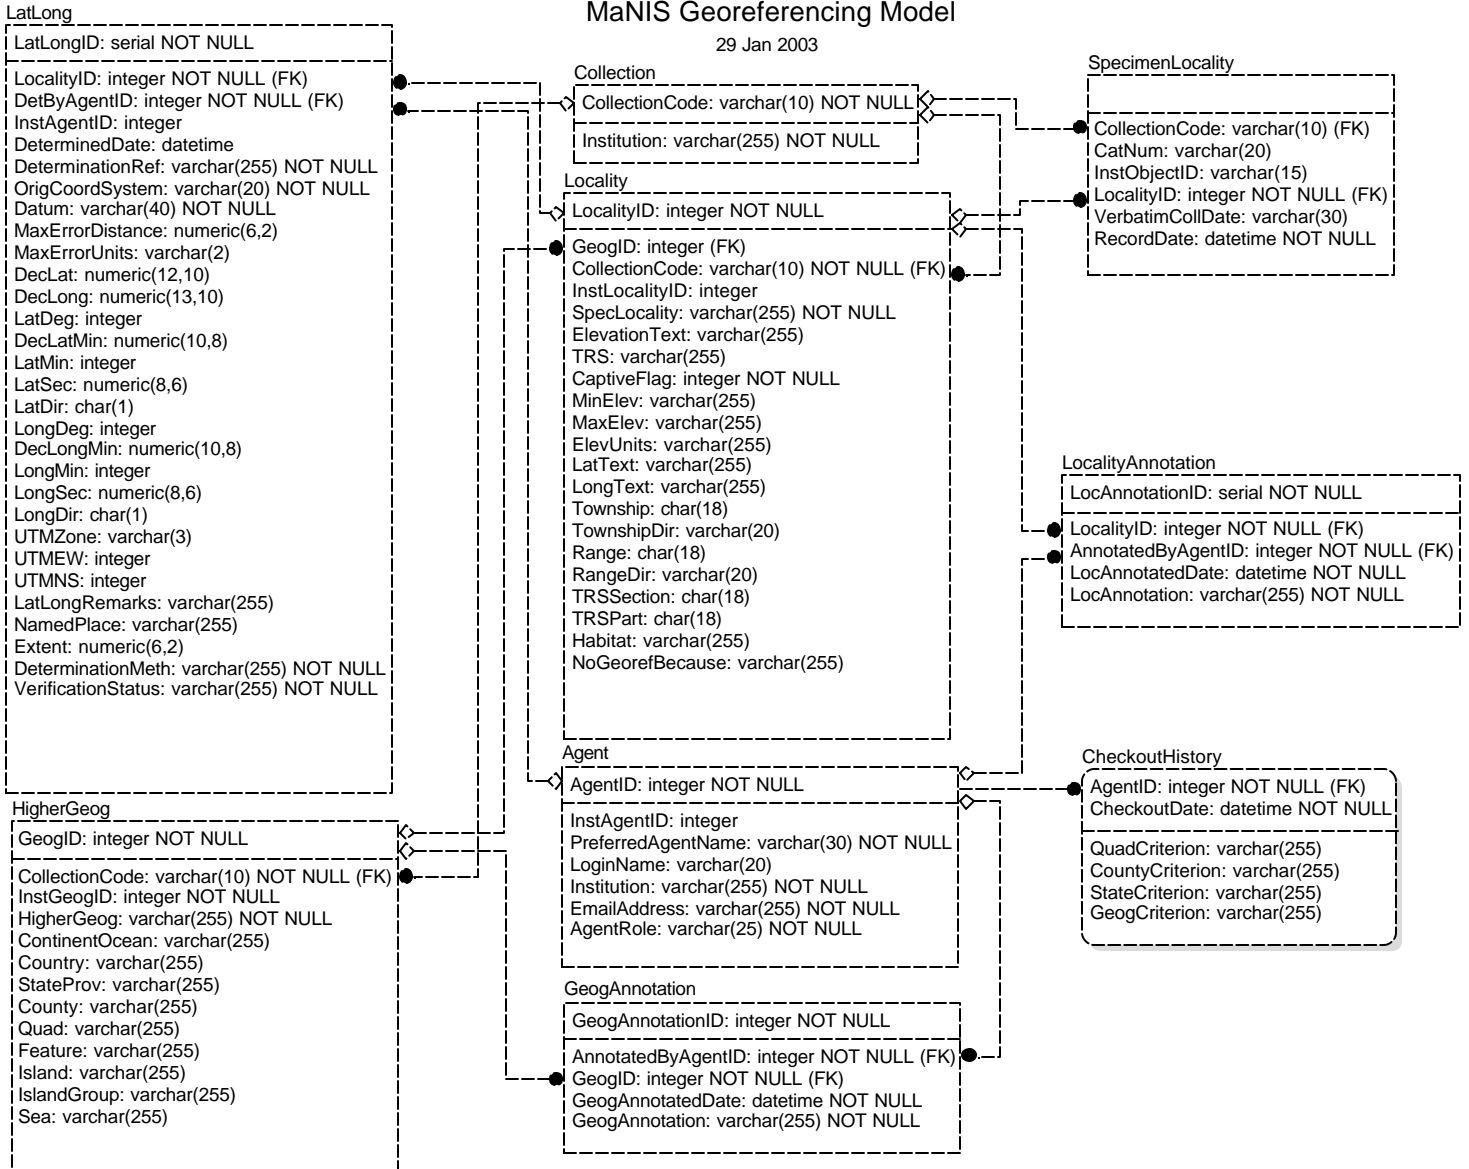 MaNIS Georeferencing Model
29 Jan 2003
LatLong
LatLongID: serial NOT NULL
LocalityID: integer NOT NULL (FK)
DetByAgentID: integer NOT NULL (FK)
InstAgentID: integer
DeterminedDate: datetime
DeterminationRef: varchar(255) NOT NULL
OrigCoordSystem: varchar(20) NOT NULL
Datum: varchar(40) NOT NULL
MaxErrorDistance: numeric(6,2)
MaxErrorUnits: varchar(2)
DecLat: numeric(12,10)
DecLong: numeric(13,10)
LatDeg: integer
DecLatMin: numeric(10,8)
LatMin: integer
LatSec: numeric(8,6)
LatDir: char(1)
LongDeg: integer
DecLongMin: numeric(10,8)
LongMin: integer
LongSec: numeric(8,6)
LongDir: char(1)
UTMZone: varchar(3)
UTMEW: integer
UTMNS: integer
LatLongRemarks: varchar(255)
NamedPlace: varchar(255)
Extent: numeric(6,2)
DeterminationMeth: varchar(255) NOT NULL
VerificationStatus: varchar(255) NOT NULL
HigherGeog
GeogID: integer NOT NULL
CollectionCode: varchar(10) NOT NULL (FK)
InstGeogID: integer NOT NULL
HigherGeog: varchar(255) NOT NULL
ContinentOcean: varchar(255)
Country: varchar(255)
StateProv: varchar(255)
County: varchar(255)
Quad: varchar(255)
Feature: varchar(255)
Island: varchar(255)
IslandGroup: varchar(255)
Sea: varchar(255)
Collection
CollectionCode: varchar(10) NOT NULL
Institution: varchar(255) NOT NULL
Locality
LocalityID: integer NOT NULL
GeogID: integer (FK)
CollectionCode: varchar(10) NOT NULL (FK)
InstLocalityID: integer
SpecLocality: varchar(255) NOT NULL
ElevationText: varchar(255)
TRS: varchar(255)
CaptiveFlag: integer NOT NULL
MinElev: varchar(255)
MaxElev: varchar(255)
ElevUnits: varchar(255)
LatText: varchar(255)
LongText: varchar(255)
Township: char(18)
TownshipDir: varchar(20)
Range: char(18)
RangeDir: varchar(20)
TRSSection: char(18)
TRSPart: char(18)
Habitat: varchar(255)
NoGeorefBecause: varchar(255)
Agent
AgentID: integer NOT NULL
InstAgentID: integer
PreferredAgentName: varchar(30) NOT NULL
LoginName: varchar(20)
Institution: varchar(255) NOT NULL
EmailAddress: varchar(255) NOT NULL
AgentRole: varchar(25) NOT NULL
GeogAnnotation
GeogAnnotationID: integer NOT NULL
AnnotatedByAgentID: integer NOT NULL (FK)
GeogID: integer NOT NULL (FK)
GeogAnnotatedDate: datetime NOT NULL
GeogAnnotation: varchar(255) NOT NULL
SpecimenLocality
CollectionCode: varchar(10) (FK)
CatNum: varchar(20)
InstObjectID: varchar(15)
LocalityID: integer NOT NULL (FK)
VerbatimCollDate: varchar(30)
RecordDate: datetime NOT NULL
LocalityAnnotation
LocAnnotationID: serial NOT NULL
LocalityID: integer NOT NULL (FK)
AnnotatedByAgentID: integer NOT NULL (FK)
LocAnnotatedDate: datetime NOT NULL
LocAnnotation: varchar(255) NOT NULL
CheckoutHistory
AgentID: integer NOT NULL (FK)
CheckoutDate: datetime NOT NULL
QuadCriterion: varchar(255)
CountyCriterion: varchar(255)
StateCriterion: varchar(255)
GeogCriterion: varchar(255)